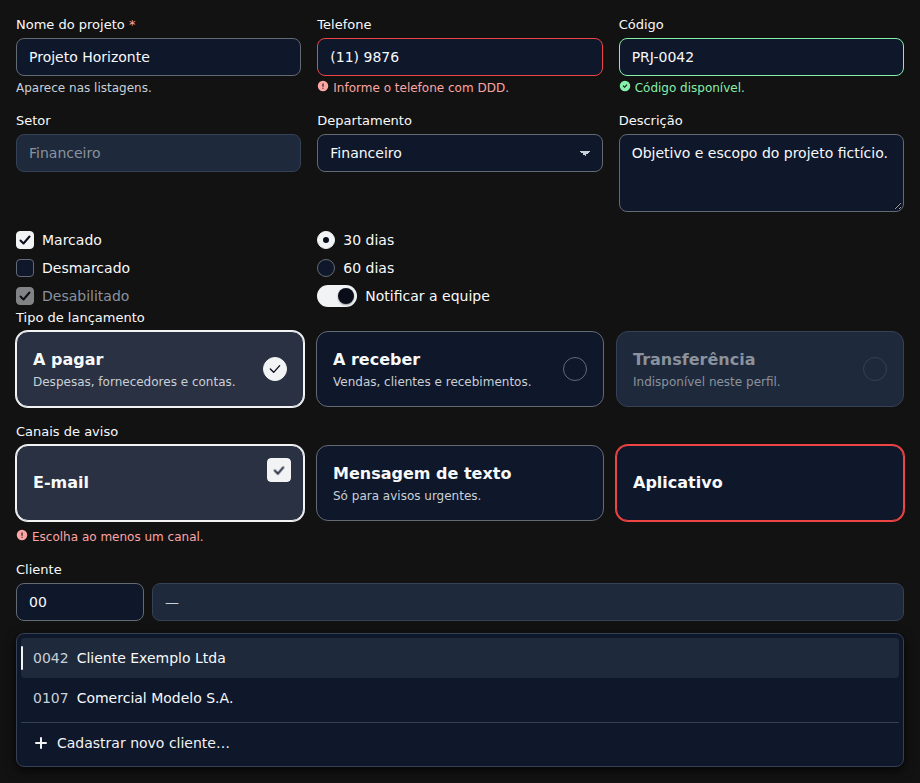 Nome do projeto *
Telefone
Código
Projeto Horizonte
(11) 9876
PRJ-0042
Aparece nas listagens.
Informe o telefone com DDD.
Código disponível.
Setor
Departamento
Descrição
Financeiro
Financeiro
Objetivo e escopo do projeto fictício.
Marcado
30 dias
Desmarcado
60 dias
Desabilitado
Notificar a equipe
Tipo de lançamento
A pagar
Despesas, fornecedores e contas.
A receber
Vendas, clientes e recebimentos.
Transferência
Indisponível neste perfil.
Canais de aviso
E-mail
Mensagem de texto
Só para avisos urgentes.
Aplicativo
Escolha ao menos um canal.
Cliente
00
—
0042 Cliente Exemplo Ltda
0107 Comercial Modelo S.A.
Cadastrar novo cliente…